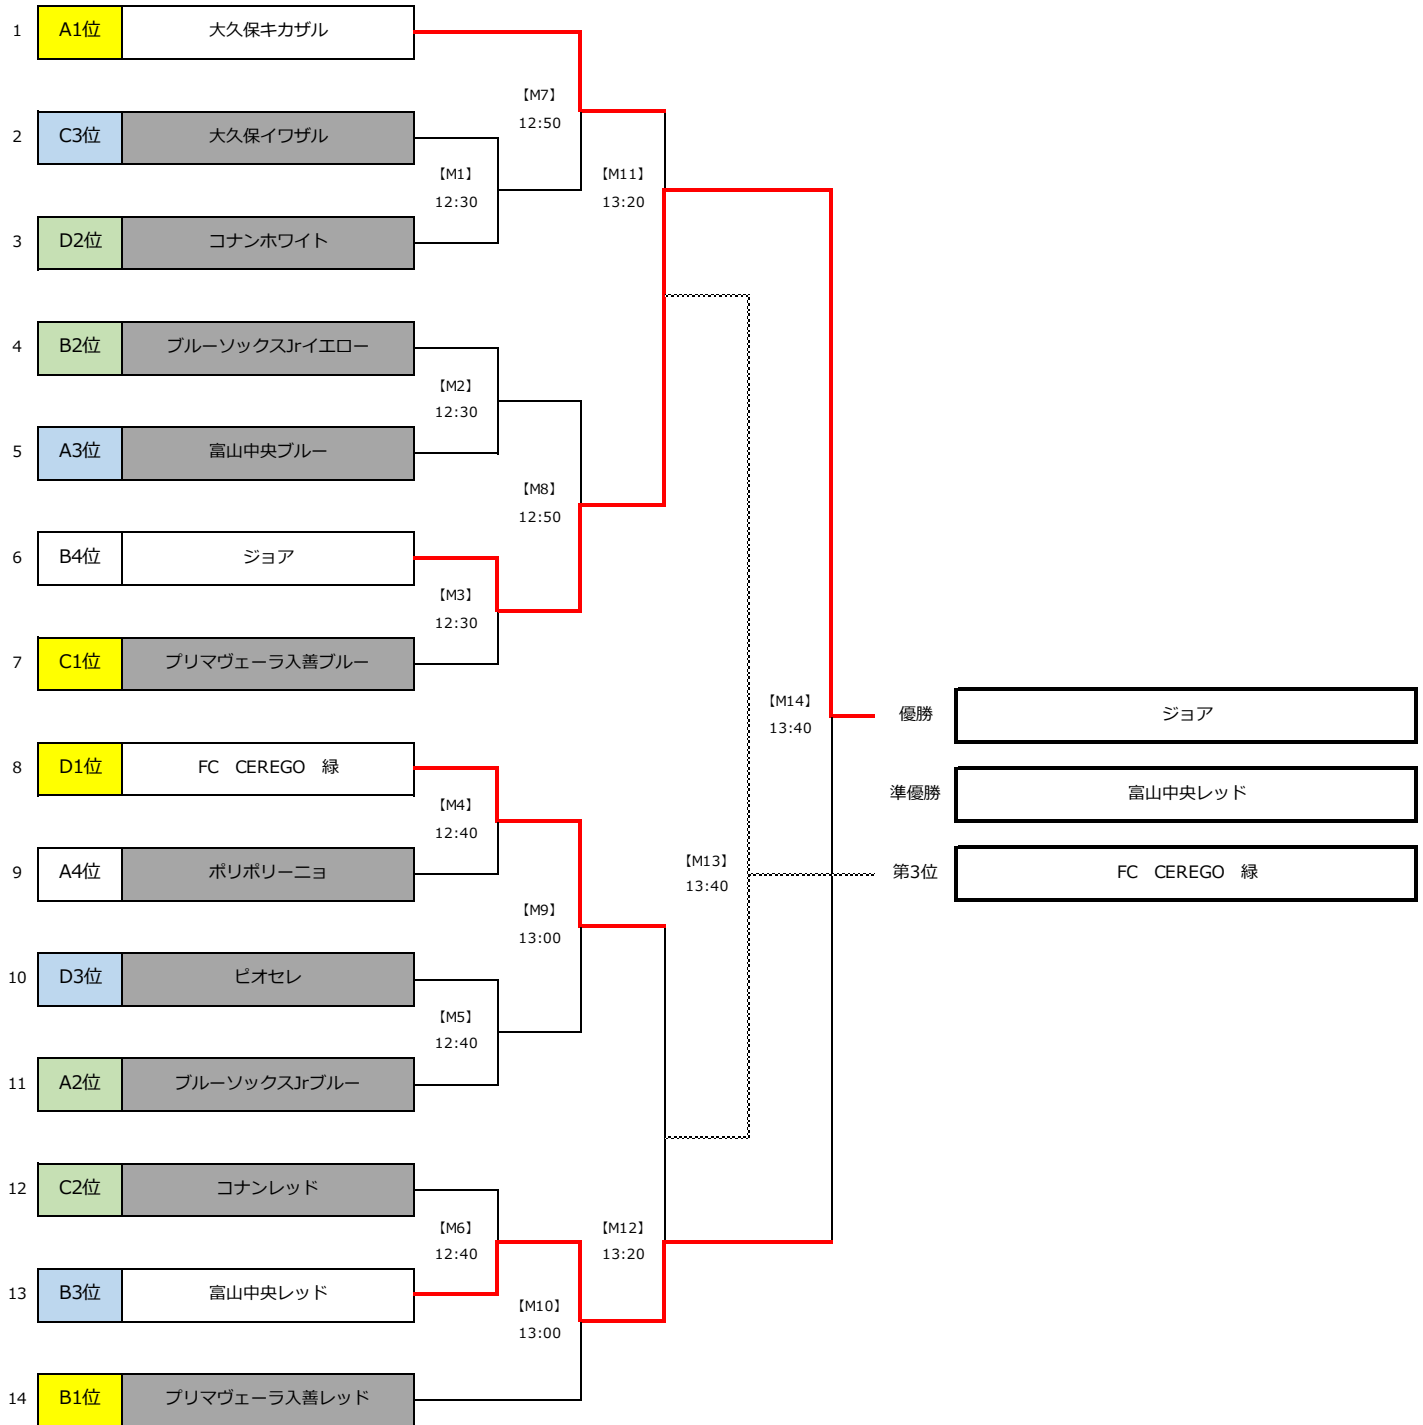 1 A1位 大久保キカザル
【M7】
12:50
2 C3位 大久保イワザル
【M1】
12:30
【M11】
13:20
3 D2位 コナンホワイト
4 B2位 ブルーソックスJrイエロー
【M2】
12:30
5 A3位 富山中央ブルー
【M8】
12:50
6 B4位 ジョア
【M3】
12:30
7 C1位 プリマヴェーラ入善ブルー
【M14】
13:40
優勝 ジョア
8 D1位 FC　CEREGO　緑
準優勝 富山中央レッド
【M4】
12:40
9 A4位 ポリポリーニョ
【M13】
13:40
第3位 FC　CEREGO　緑
【M9】
13:00
10 D3位 ピオセレ
【M5】
12:40
11 A2位 ブルーソックスJrブルー
12 C2位 コナンレッド
【M6】
12:40
【M12】
13:20
13 B3位 富山中央レッド
【M10】
13:00
14 B1位 プリマヴェーラ入善レッド